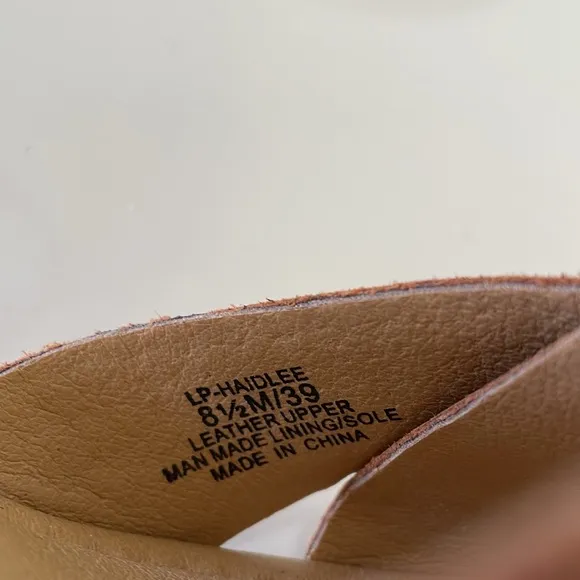 LP-HAIDLEE
8½M/39
LEATHER UPPER
MAN MADE LINING/SOLE
MADE IN CHINA